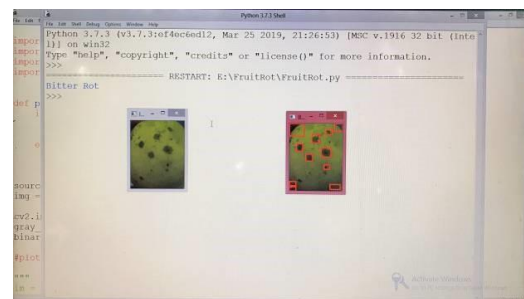 Python 3.7.3 Shell
File Edit Shell Debug Options Window Help
Python 3.7.3 (v3.7.3:ef4ec6ed12, Mar 25 2019, 21:26:53) [MSC v.1916 32 bit (Inte
l)] on win32
Type "help", "copyright", "credits" or "license()" for more information.
>>>
RESTART: E:\FruitRot\FruitRot.py
Bitter Rot
>>>
impor
impor
impor
impor
def p
sourc
img =
cv2.i
gray_
binar
#plot
"""
Activate Windows